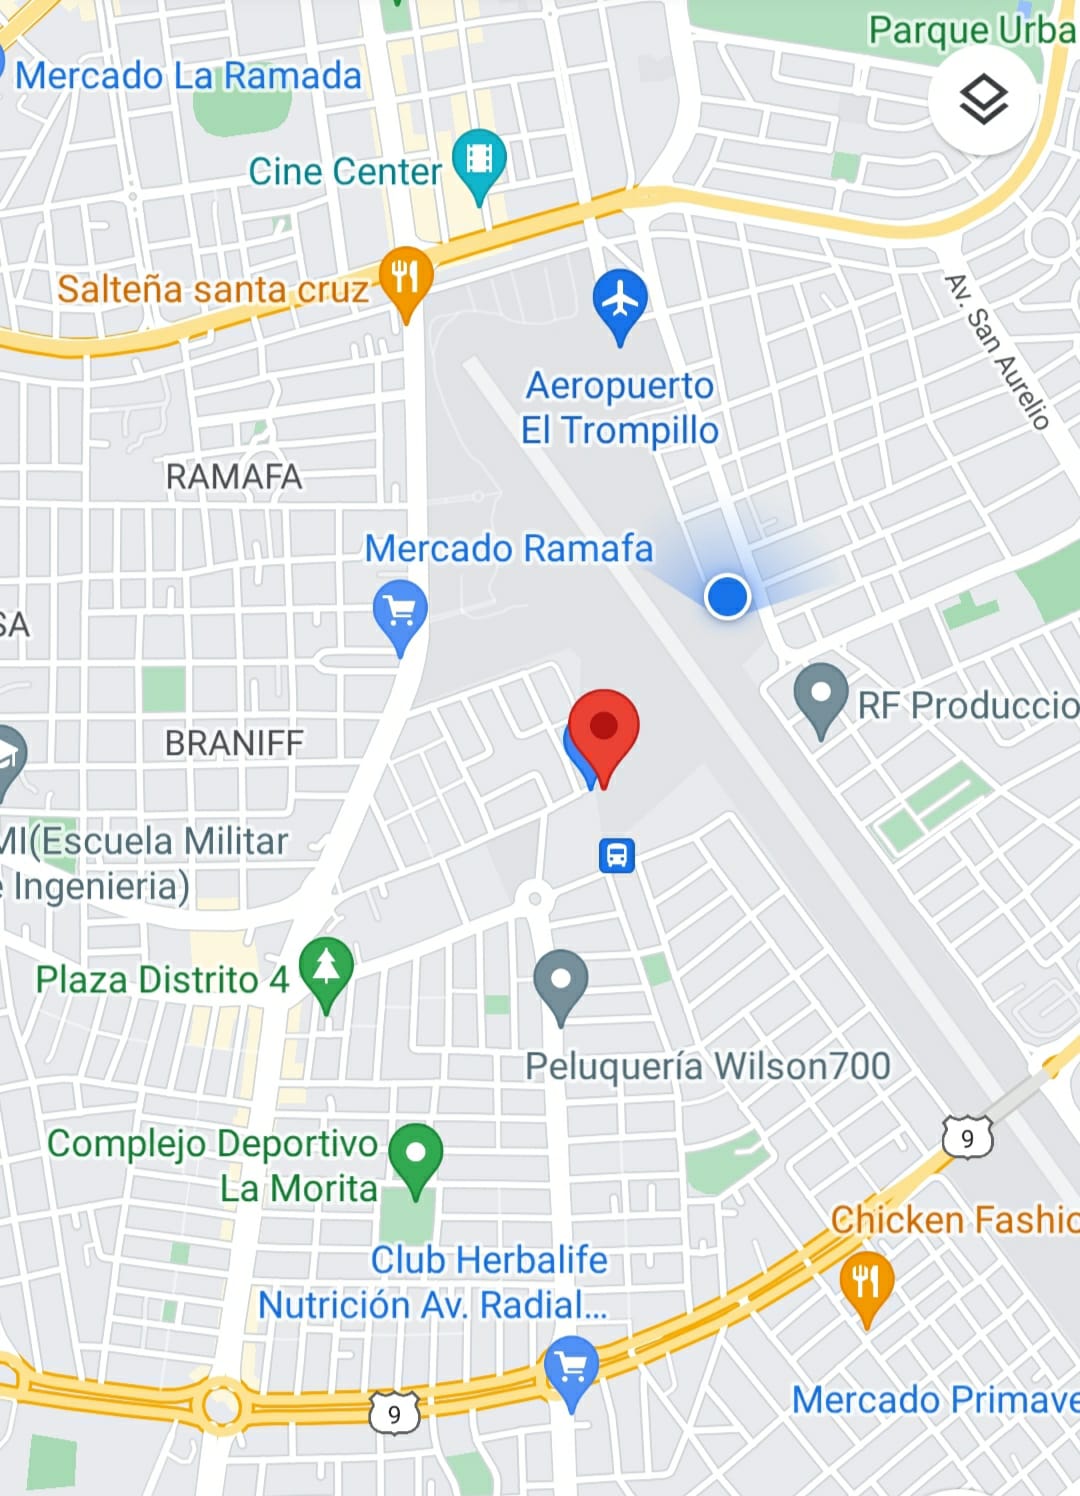 Parque Urba
Mercado La Ramada
Cine Center
Salteña santa cruz
Av. San Aurelio
Aeropuerto
El Trompillo
RAMAFA
Mercado Ramafa
SA
RF Produccio
BRANIFF
MI(Escuela Militar
e Ingenieria)
Plaza Distrito 4
Peluquería Wilson700
9
Complejo Deportivo
La Morita
Chicken Fashio
Club Herbalife
Nutrición Av. Radial...
Mercado Primave
9